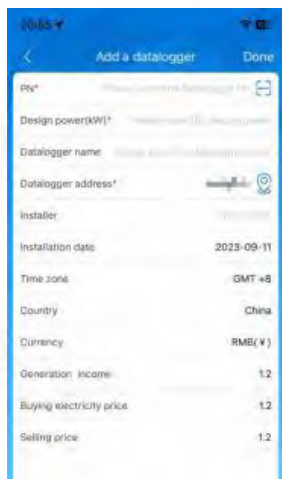 20:55
Add a datalogger Done
PN*
Design power(kW)*
Datalogger name
Datalogger address*
Installer
Installation date 2023-09-11
Time zone GMT +8
Country China
Currency RMB(¥)
Generation income 1.2
Buying electricity price 1.2
Selling price 1.2